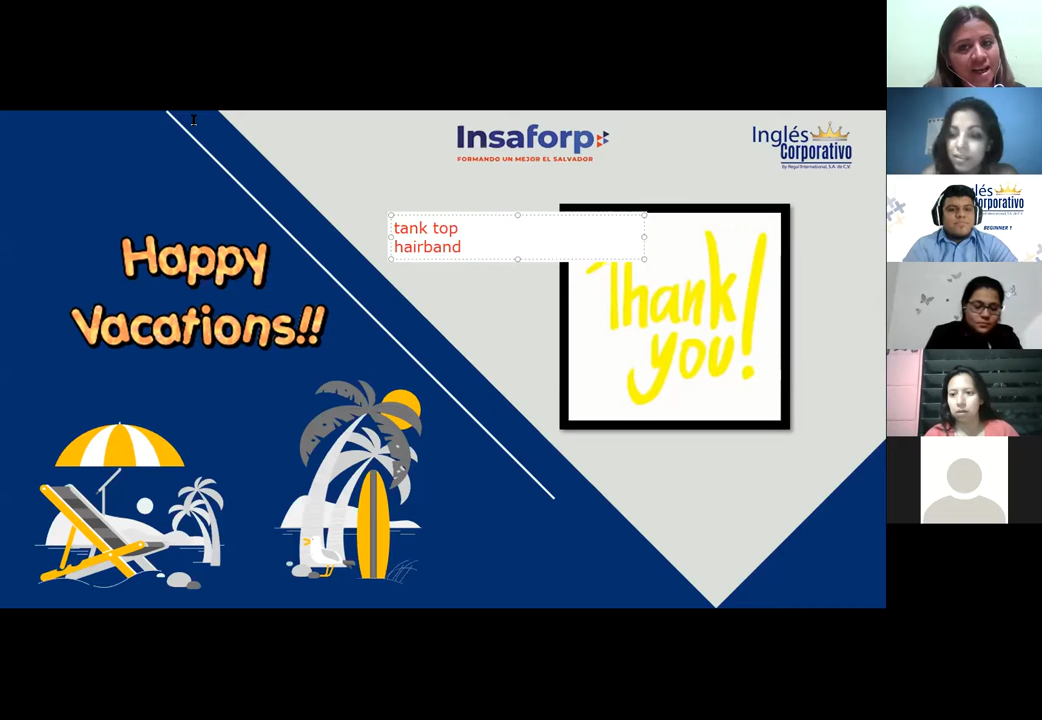 Insaforp
FORMANDO UN MEJOR EL SALVADOR
Inglés
Corporativo
By Regal International, S.A. de C.V.
tank top
hairband
Happy
Vacations!!
Thank
you!
Inglés
Corporativo
BEGINNER 1